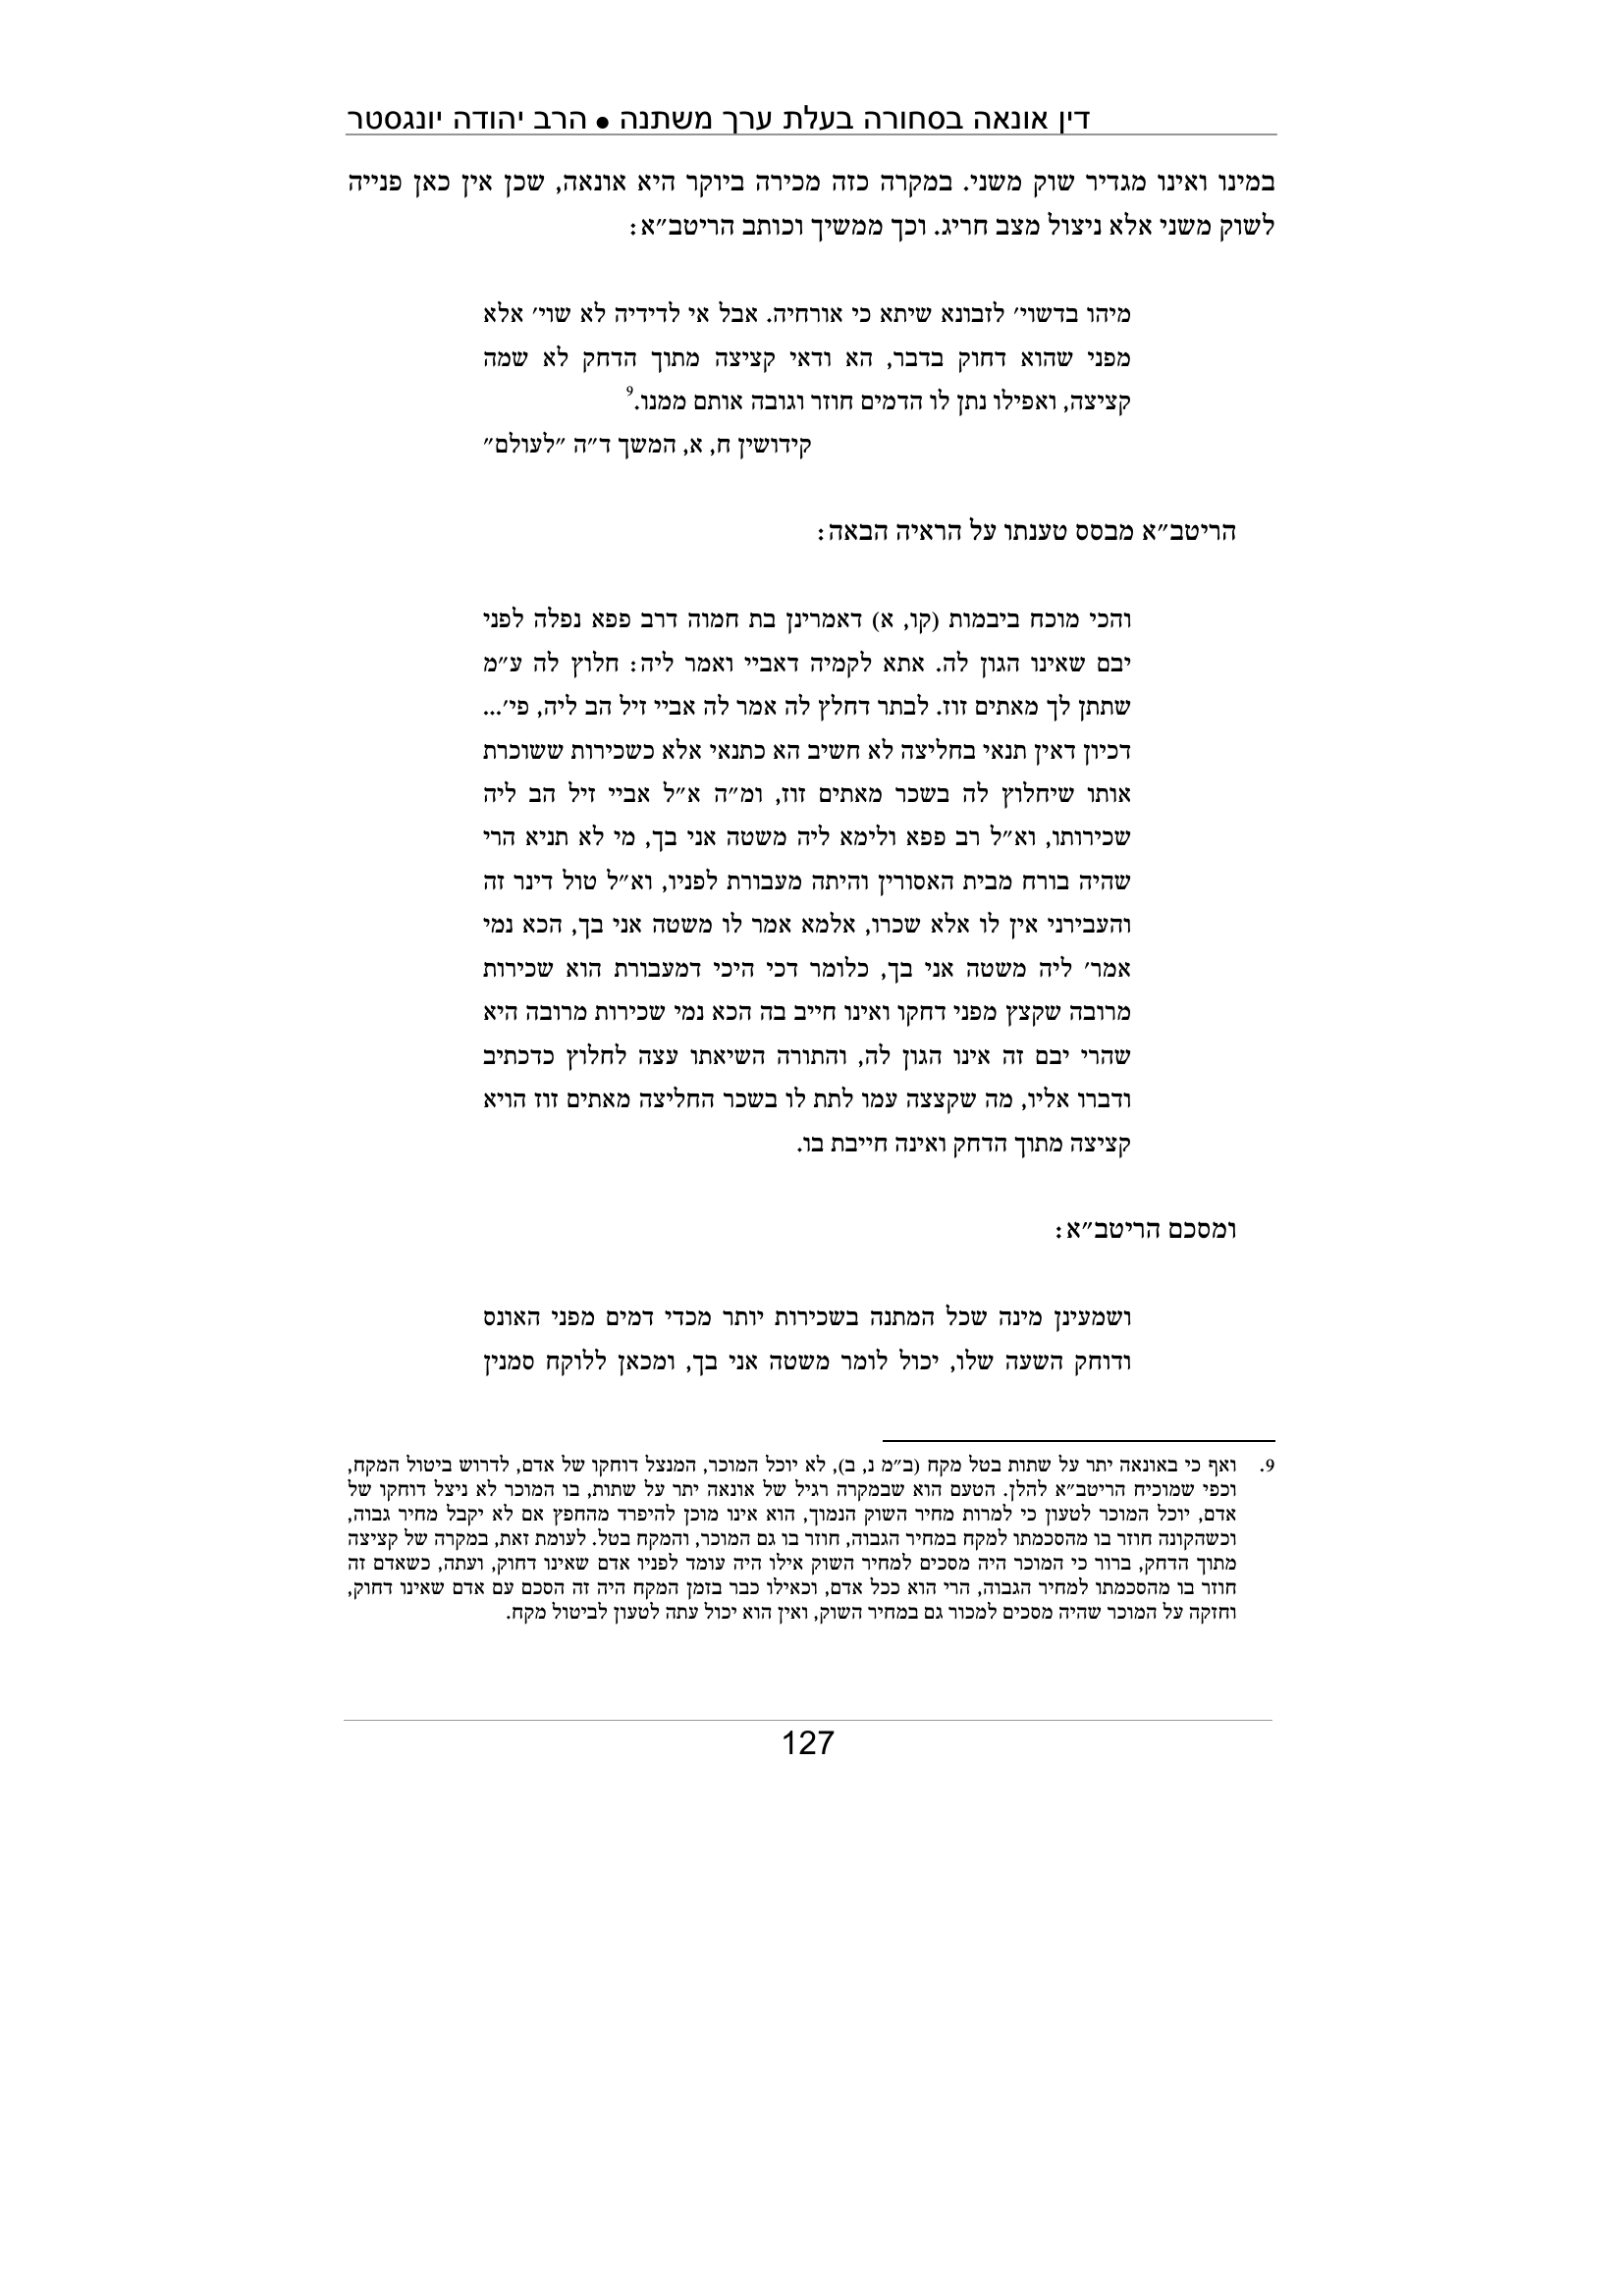 דין אונאה בסחורה בעלת ערך משתנה ● הרב יהודה יונגסטר
במינו ואינו מגדיר שוק משני. במקרה כזה מכירה ביוקר היא אונאה, שכן אין כאן פנייה
לשוק משני אלא ניצול מצב חריג. וכך ממשיך וכותב הריטב״א:
מיהו בדשוי׳ לזבונא שיתא כי אורחיה. אבל אי לדידיה לא שוי׳ אלא
מפני שהוא דחוק בדבר, הא ודאי קציצה מתוך הדחק לא שמה
קציצה, ואפילו נתן לו הדמים חוזר וגובה אותם ממנו.9
קידושין ח, א, המשך ד״ה ״לעולם״
הריטב״א מבסס טענתו על הראיה הבאה:
והכי מוכח ביבמות (קו, א) דאמרינן בת חמוה דרב פפא נפלה לפני
יבם שאינו הגון לה. אתא לקמיה דאביי ואמר ליה: חלוץ לה ע״מ
שתתן לך מאתים זוז. לבתר דחלץ לה אמר לה אביי זיל הב ליה, פי׳...
דכיון דאין תנאי בחליצה לא חשיב הא כתנאי אלא כשכירות ששוכרת
אותו שיחלוץ לה בשכר מאתים זוז, ומ״ה א״ל אביי זיל הב ליה
שכירותו, וא״ל רב פפא ולימא ליה משטה אני בך, מי לא תניא הרי
שהיה בורח מבית האסורין והיתה מעבורת לפניו, וא״ל טול דינר זה
והעבירני אין לו אלא שכרו, אלמא אמר לו משטה אני בך, הכא נמי
אמר׳ ליה משטה אני בך, כלומר דכי היכי דמעבורת הוא שכירות
מרובה שקצץ מפני דחקו ואינו חייב בה הכא נמי שכירות מרובה היא
שהרי יבם זה אינו הגון לה, והתורה השיאתו עצה לחלוץ כדכתיב
ודברו אליו, מה שקצצה עמו לתת לו בשכר החליצה מאתים זוז הויא
קציצה מתוך הדחק ואינה חייבת בו.
ומסכם הריטב״א:
ושמעינן מינה שכל המתנה בשכירות יותר מכדי דמים מפני האונס
ודוחק השעה שלו, יכול לומר משטה אני בך, ומכאן ללוקח סמנין
9. ואף כי באונאה יתר על שתות בטל מקח (ב״מ נ, ב), לא יוכל המוכר, המנצל דוחקו של אדם, לדרוש ביטול המקח,
וכפי שמוכיח הריטב״א להלן. הטעם הוא שבמקרה רגיל של אונאה יתר על שתות, בו המוכר לא ניצל דוחקו של
אדם, יוכל המוכר לטעון כי למרות מחיר השוק הנמוך, הוא אינו מוכן להיפרד מהחפץ אם לא יקבל מחיר גבוה,
וכשהקונה חוזר בו מהסכמתו למקח במחיר הגבוה, חוזר בו גם המוכר, והמקח בטל. לעומת זאת, במקרה של קציצה
מתוך הדחק, ברור כי המוכר היה מסכים למחיר השוק אילו היה עומד לפניו אדם שאינו דחוק, ועתה, כשאדם זה
חוזר בו מהסכמתו למחיר הגבוה, הרי הוא ככל אדם, וכאילו כבר בזמן המקח היה זה הסכם עם אדם שאינו דחוק,
וחזקה על המוכר שהיה מסכים למכור גם במחיר השוק, ואין הוא יכול עתה לטעון לביטול מקח.
127